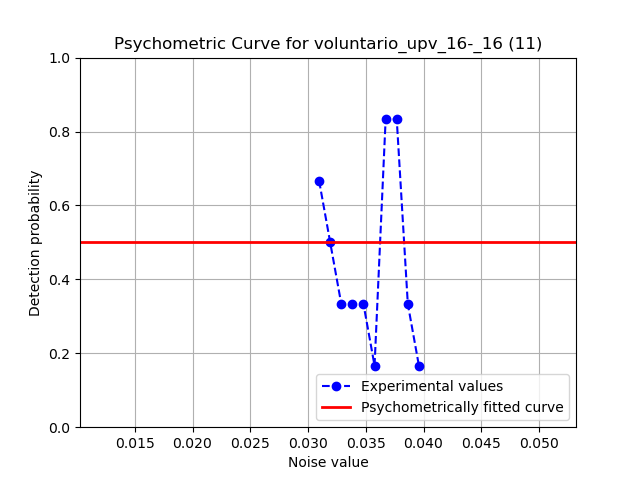 Psychometric Curve for voluntario_upv_16-_16 (11)
1.0
0.8
0.6
0.4
0.2
0.0
Detection probability
Experimental values
Psychometrically fitted curve
0.015 0.020 0.025 0.030 0.035 0.040 0.045 0.050
Noise value